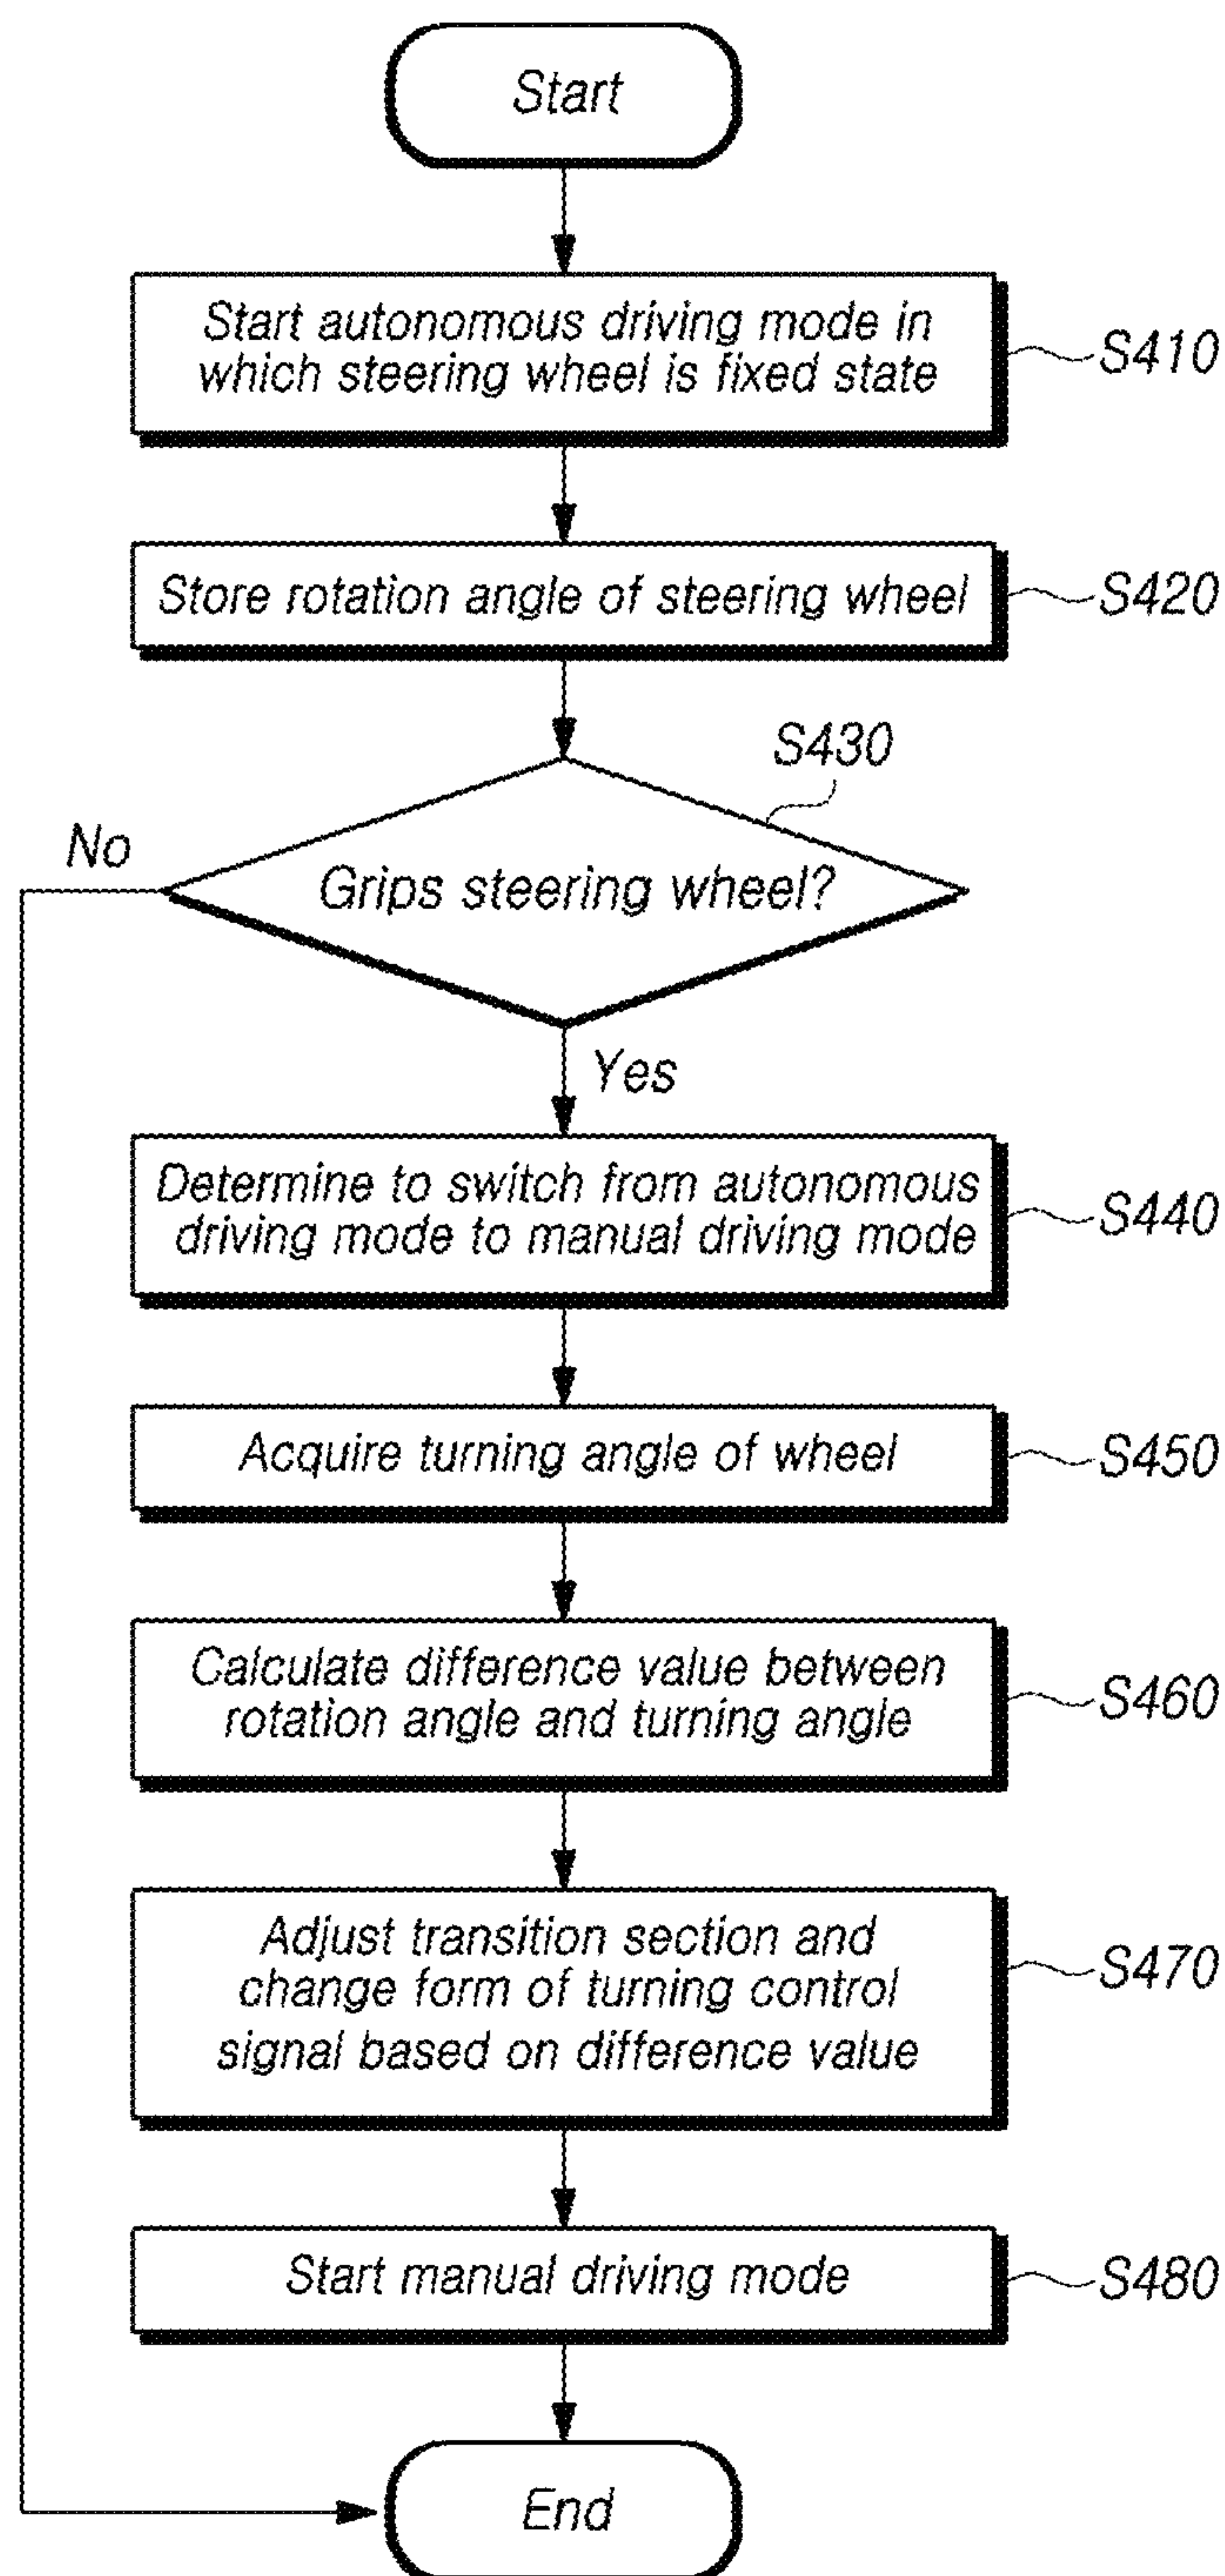 Start
Start autonomous driving mode in
which steering wheel is fixed state
S410
Store rotation angle of steering wheel
S420
S430
No
Grips steering wheel?
Yes
Determine to switch from autonomous
driving mode to manual driving mode
S440
Acquire turning angle of wheel
S450
Calculate difference value between
rotation angle and turning angle
S460
Adjust transition section and
change form of turning control
signal based on difference value
S470
Start manual driving mode
S480
End